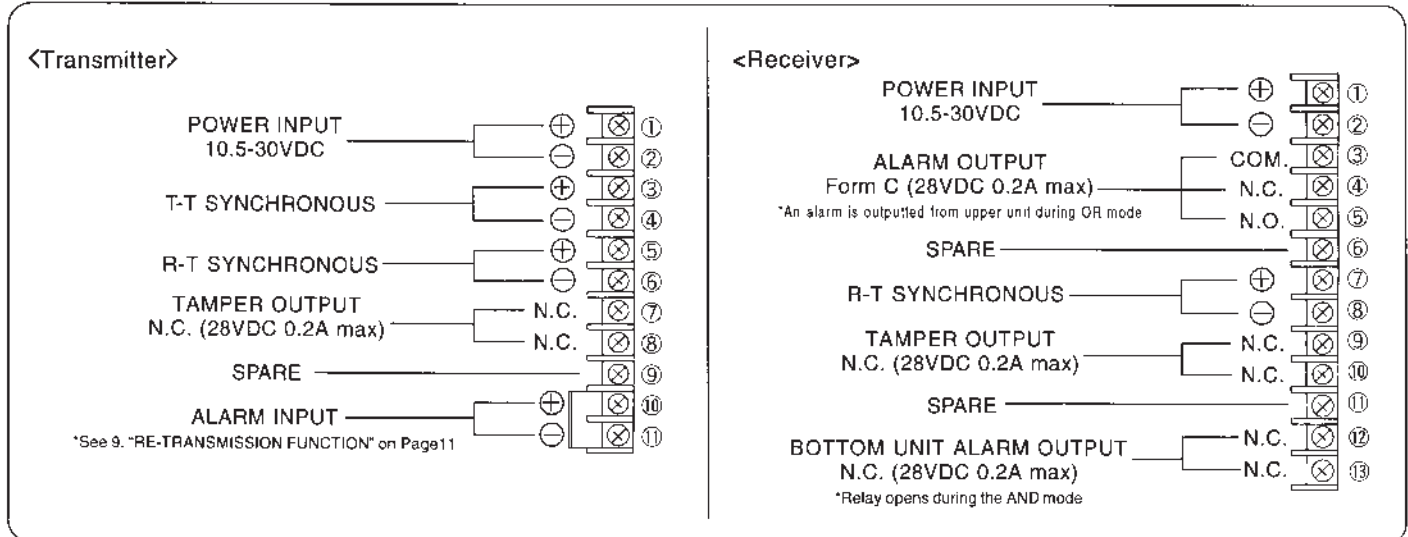 <Transmitter>
POWER INPUT
10.5-30VDC
⊕ ①
⊖ ②
T-T SYNCHRONOUS
⊕ ③
⊖ ④
R-T SYNCHRONOUS
⊕ ⑤
⊖ ⑥
TAMPER OUTPUT
N.C. (28VDC 0.2A max)
N.C. ⑦
N.C. ⑧
SPARE ⑨
ALARM INPUT
*See 9. "RE-TRANSMISSION FUNCTION" on Page11
⊕ ⑩
⊖ ⑪
<Receiver>
POWER INPUT
10.5-30VDC
⊕ ①
⊖ ②
ALARM OUTPUT
Form C (28VDC 0.2A max)
*An alarm is outputted from upper unit during OR mode
COM. ③
N.C. ④
N.O. ⑤
SPARE ⑥
R-T SYNCHRONOUS
⊕ ⑦
⊖ ⑧
TAMPER OUTPUT
N.C. (28VDC 0.2A max)
N.C. ⑨
N.C. ⑩
SPARE ⑪
BOTTOM UNIT ALARM OUTPUT
N.C. (28VDC 0.2A max)
*Relay opens during the AND mode
N.C. ⑫
N.C. ⑬